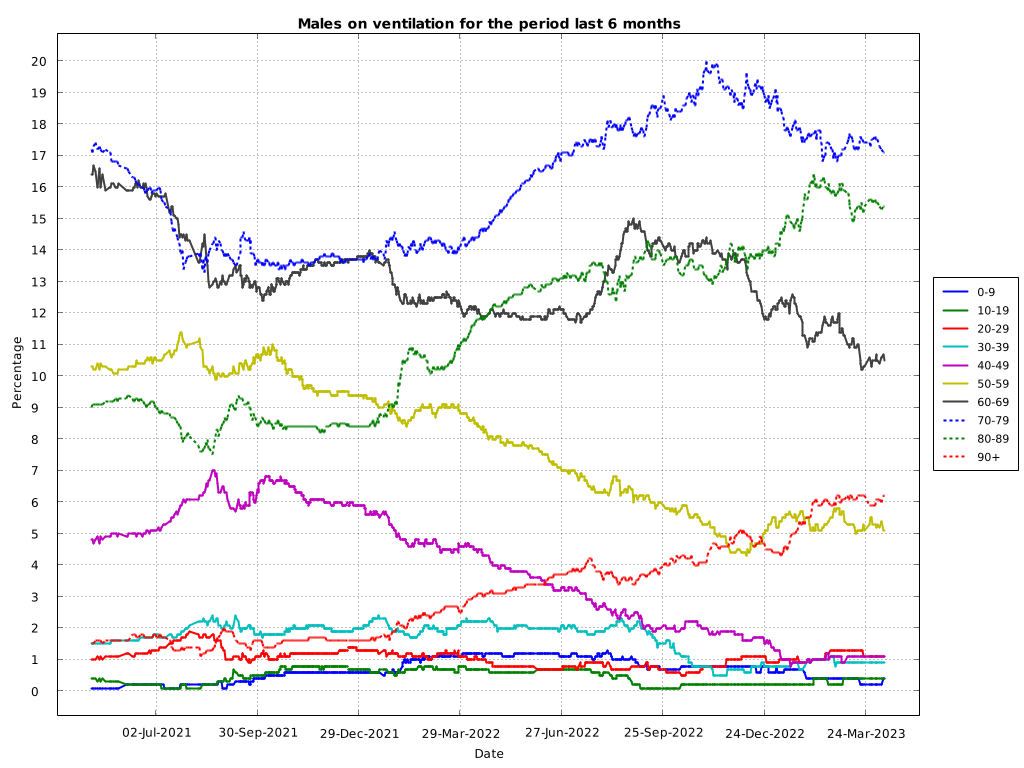 Males on ventilation for the period last 6 months
Percentage
20
19
18
17
16
15
14
13
12
11
10
9
8
7
6
5
4
3
2
1
0
02-Jul-2021
30-Sep-2021
29-Dec-2021
29-Mar-2022
27-Jun-2022
25-Sep-2022
24-Dec-2022
24-Mar-2023
Date
0-9
10-19
20-29
30-39
40-49
50-59
60-69
70-79
80-89
90+